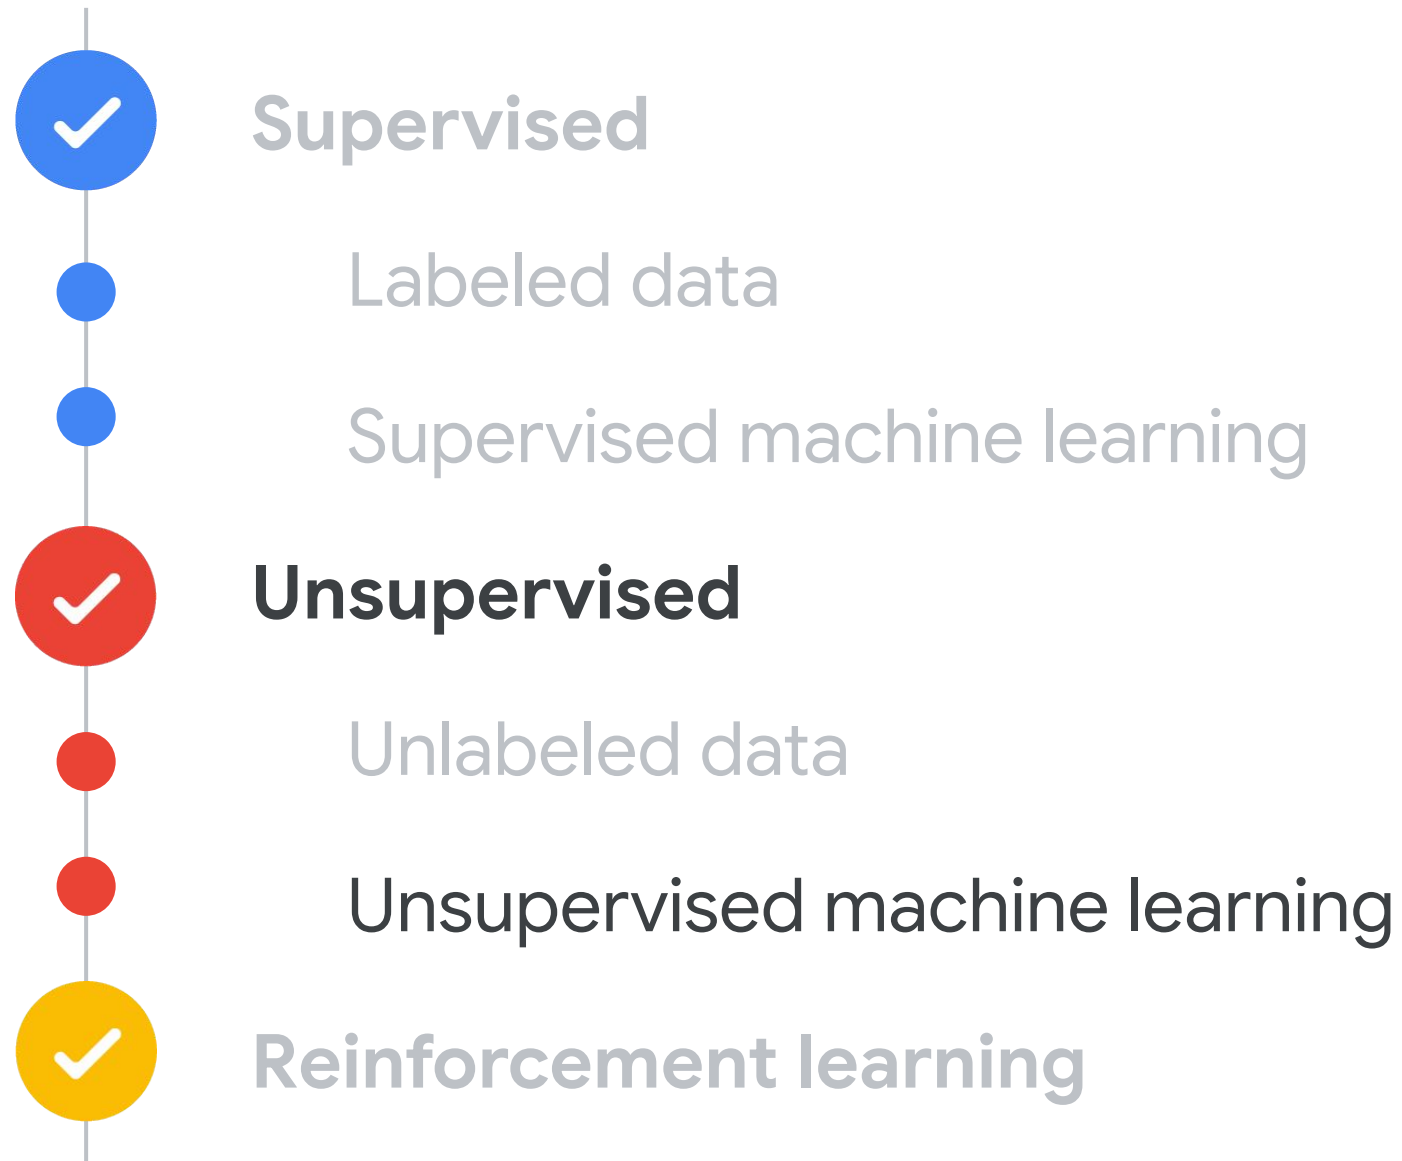 Supervised
Labeled data
Supervised machine learning
Unsupervised
Unlabeled data
Unsupervised machine learning
Reinforcement learning